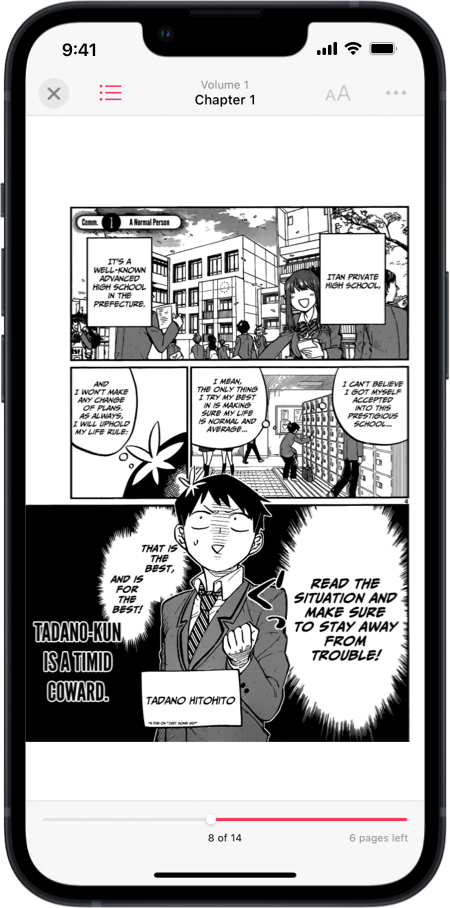 9:41
Volume 1
Chapter 1
AA
Comm. 1 A Normal Person
ITAN PRIVATE
HIGH SCHOOL,
IT'S A
WELL-KNOWN
ADVANCED
HIGH SCHOOL
IN THE
PREFECTURE.
I CAN'T BELIEVE
I GOT MYSELF
ACCEPTED
INTO THIS
PRESTIGIOUS
SCHOOL...
I MEAN,
THE ONLY THING
I TRY MY BEST
IN IS MAKING
SURE MY LIFE
IS NORMAL AND
AVERAGE...
AND
I WON'T MAKE
ANY CHANGE
OF PLANS.
AS ALWAYS,
I WILL UPHOLD
MY LIFE RULE:
4
READ THE
SITUATION AND
MAKE SURE
TO STAY AWAY
FROM
TROUBLE!
THAT IS
THE
BEST,
AND IS
FOR
THE
BEST!
TADANO-KUN
IS A TIMID
COWARD.
TADANO HITOHITO
*A PUN ON "JUST SOME GUY"
8 of 14
6 pages left